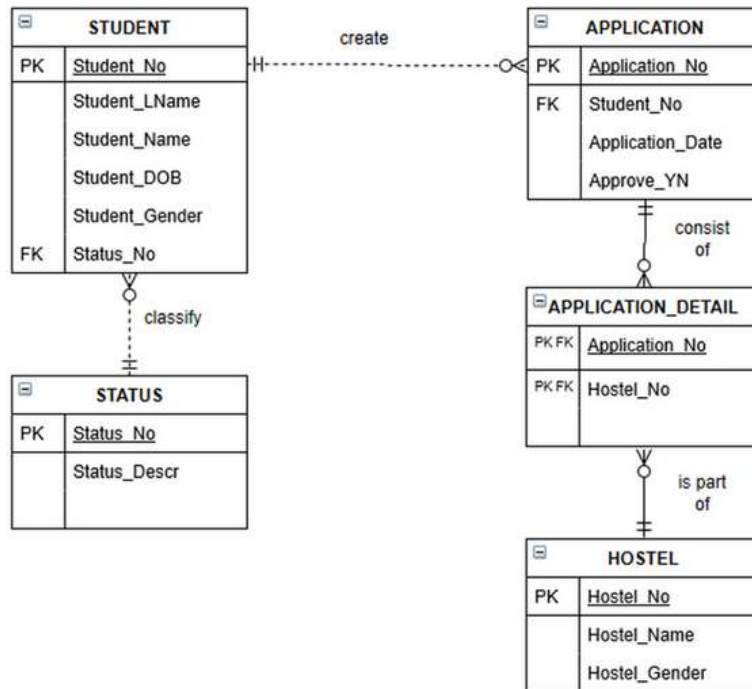 STUDENT
PK Student_No
Student_LName
Student_Name
Student_DOB
Student_Gender
FK Status_No
create
APPLICATION
PK Application_No
FK Student_No
Application_Date
Approve_YN
consist
of
classify
APPLICATION_DETAIL
PK FK Application_No
PK FK Hostel_No
STATUS
PK Status_No
Status_Descr
is part
of
HOSTEL
PK Hostel_No
Hostel_Name
Hostel_Gender